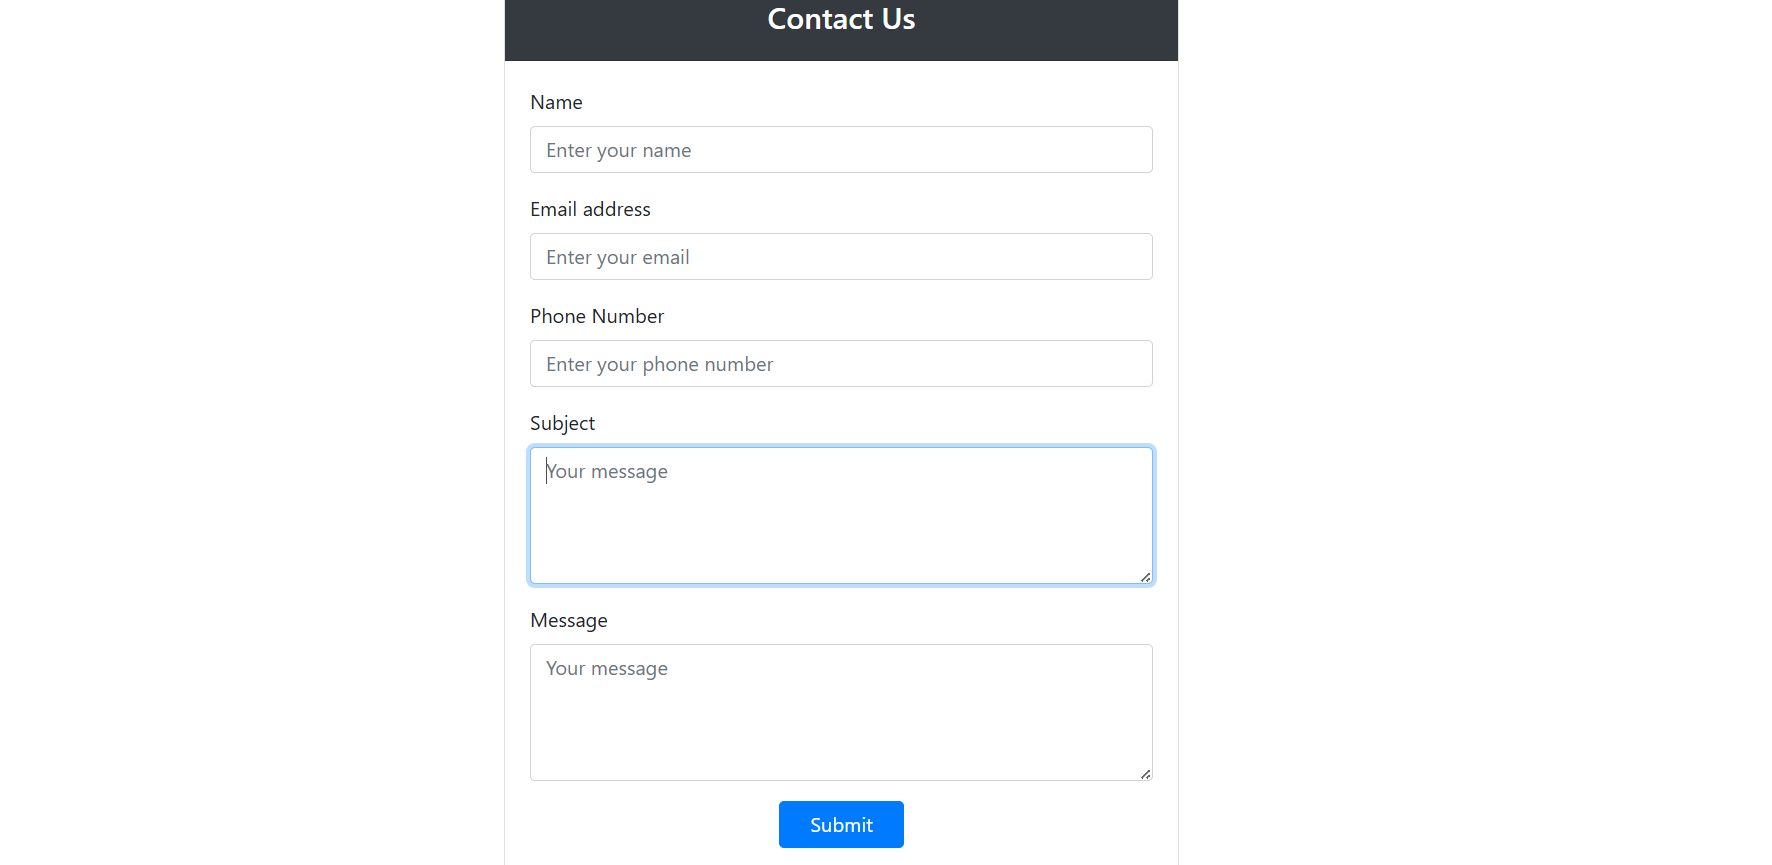 Contact Us
Name
Enter your name
Email address
Enter your email
Phone Number
Enter your phone number
Subject
Your message
Message
Your message
Submit